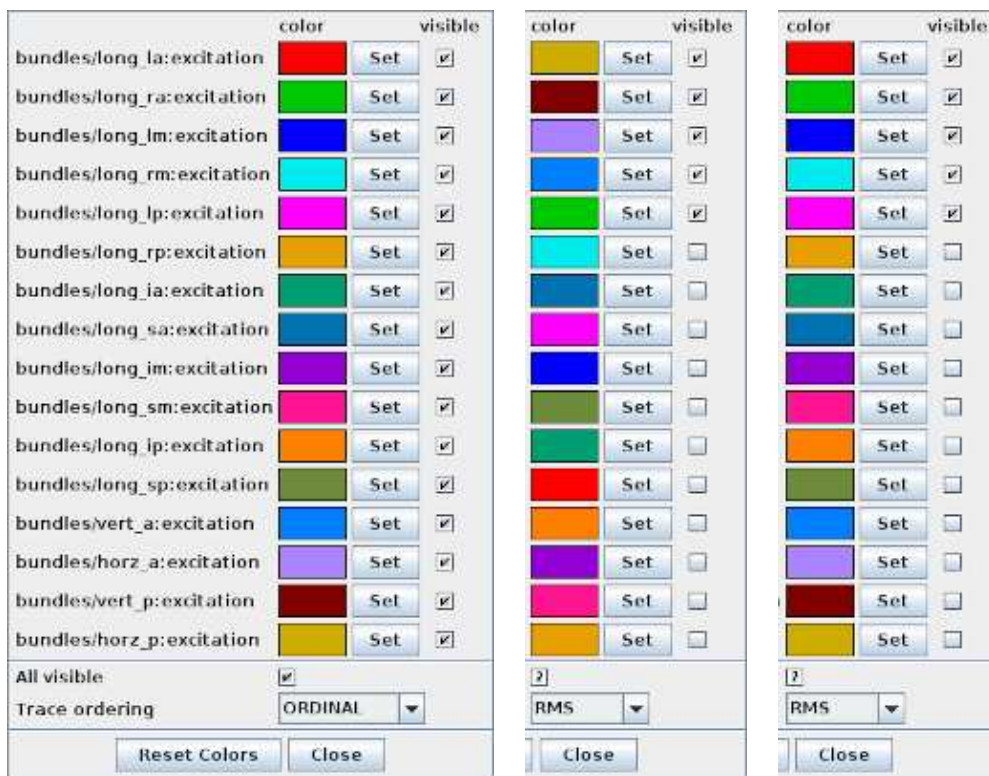 color visible color visible color visible
bundles/long_la:excitation Set Set Set
bundles/long_ra:excitation Set Set Set
bundles/long_lm:excitation Set Set Set
bundles/long_rm:excitation Set Set Set
bundles/long_lp:excitation Set Set Set
bundles/long_rp:excitation Set Set Set
bundles/long_ia:excitation Set Set Set
bundles/long_sa:excitation Set Set Set
bundles/long_im:excitation Set Set Set
bundles/long_sm:excitation Set Set Set
bundles/long_ip:excitation Set Set Set
bundles/long_sp:excitation Set Set Set
bundles/vert_a:excitation Set Set Set
bundles/horz_a:excitation Set Set Set
bundles/vert_p:excitation Set Set Set
bundles/horz_p:excitation Set Set Set
All visible ? ?
Trace ordering ORDINAL RMS RMS
Reset Colors Close Close Close